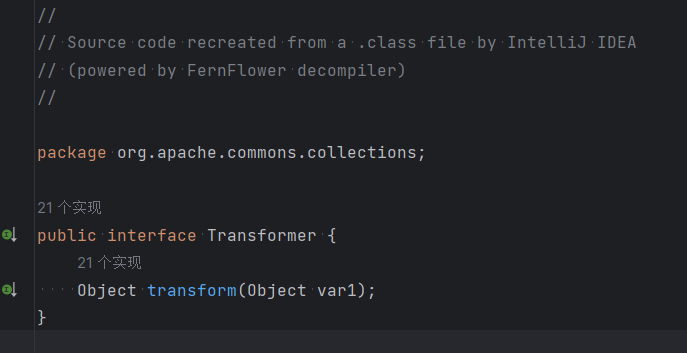 //
// Source code recreated from a .class file by IntelliJ IDEA
// (powered by FernFlower decompiler)
//
package org.apache.commons.collections;
21 个实现
public interface Transformer {
21 个实现
Object transform(Object var1);
}